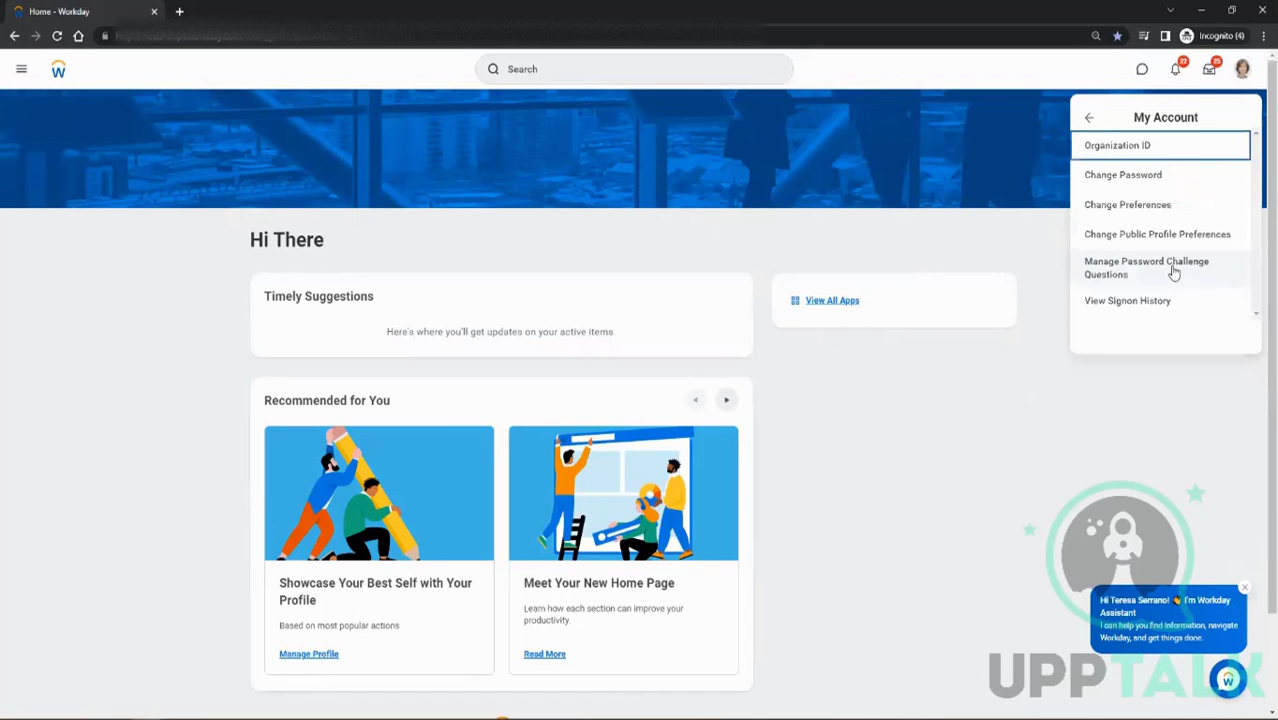 Home - Workday
Incognito (4)
W
Search
22
25
My Account
Organization ID
Change Password
Change Preferences
Change Public Profile Preferences
Manage Password Challenge
Questions
View Signon History
Hi There
Timely Suggestions
Here's where you'll get updates on your active items
View All Apps
Recommended for You
Showcase Your Best Self with Your
Profile
Based on most popular actions
Manage Profile
Meet Your New Home Page
Learn how each section can improve your
productivity.
Read More
Hi Teresa Serrano! 👋 I'm Workday
Assistant
I can help you find information, navigate
Workday, and get things done.
UPPTALK
W